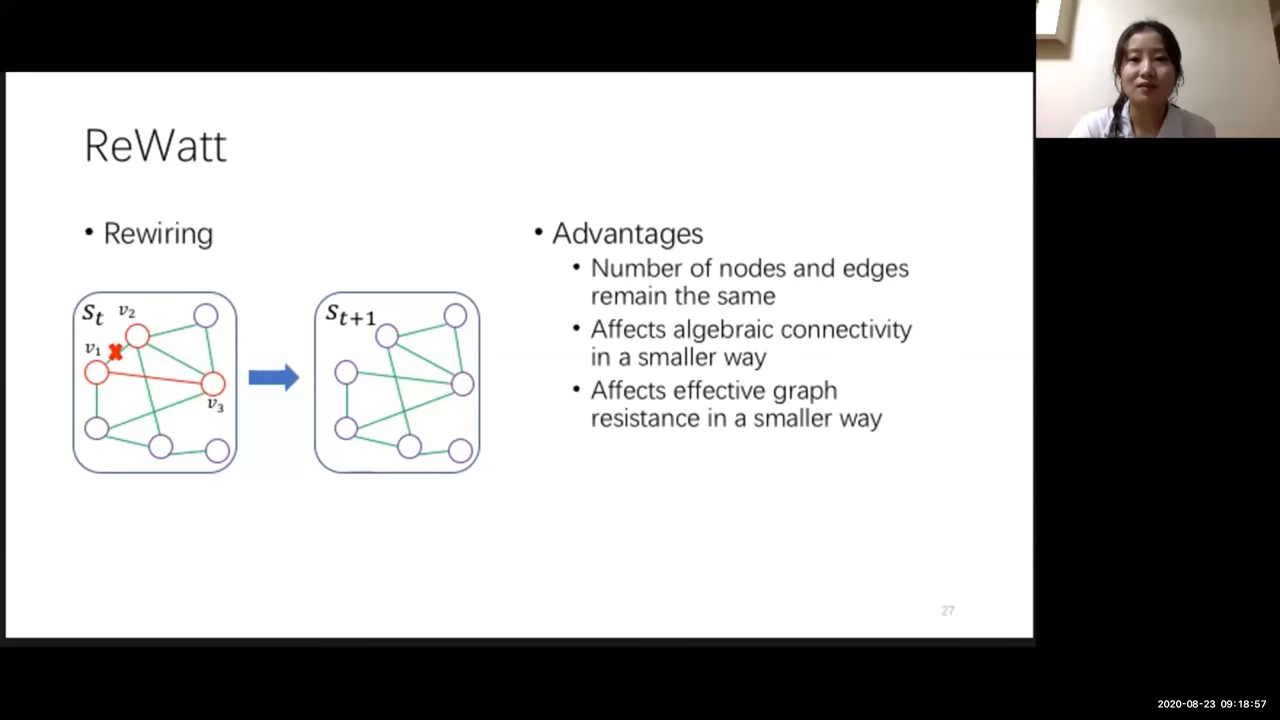 ReWatt
• Rewiring
S_t
v_2
v_1
v_3
S_{t+1}
• Advantages
• Number of nodes and edges
remain the same
• Affects algebraic connectivity
in a smaller way
• Affects effective graph
resistance in a smaller way
27
2020-08-23 09:18:57